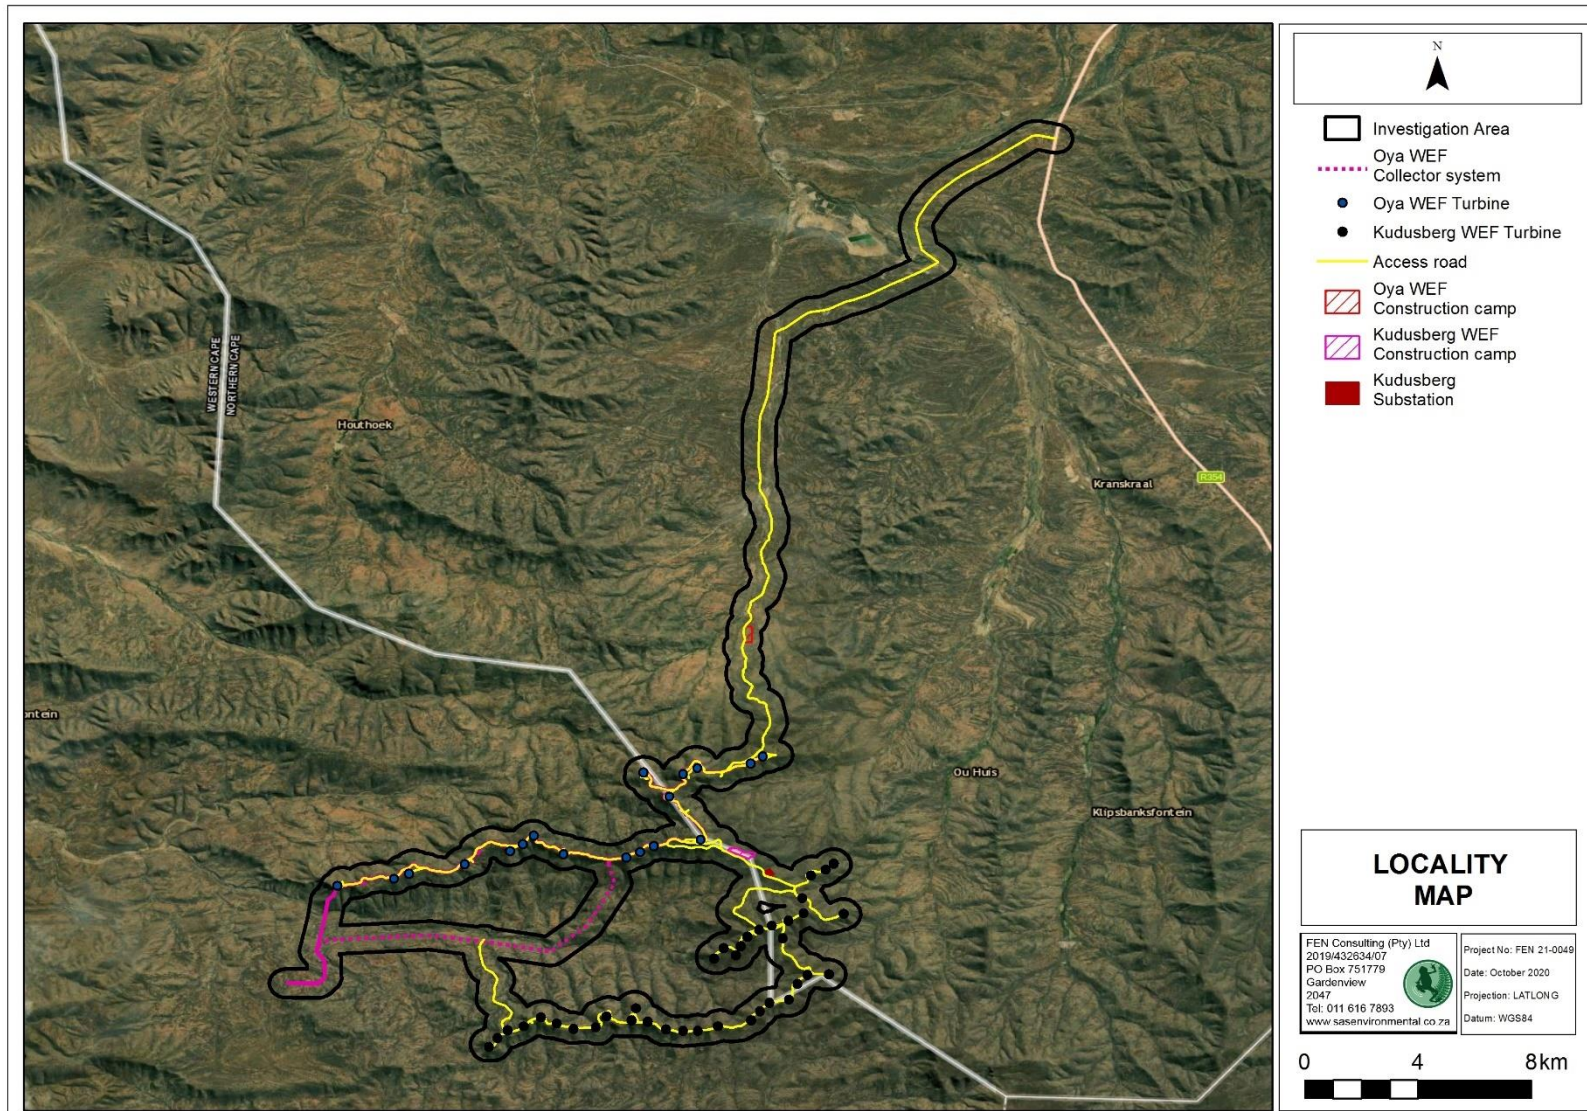 WESTERN CAPE
NORTHERN CAPE
Houthoek
Kranskraal
R354
ntein
Ou Huis
Klipsbanksfontein
N
Investigation Area
Oya WEF
Collector system
Oya WEF Turbine
Kudusberg WEF Turbine
Access road
Oya WEF
Construction camp
Kudusberg WEF
Construction camp
Kudusberg
Substation
LOCALITY
MAP
FEN Consulting (Pty) Ltd
2019/432634/07
PO Box 751779
Gardenview
2047
Tel: 011 616 7893
www.sasenvironmental.co.za
Project No: FEN 21-0049
Date: October 2020
Projection: LATLONG
Datum: WGS84
0 4 8km